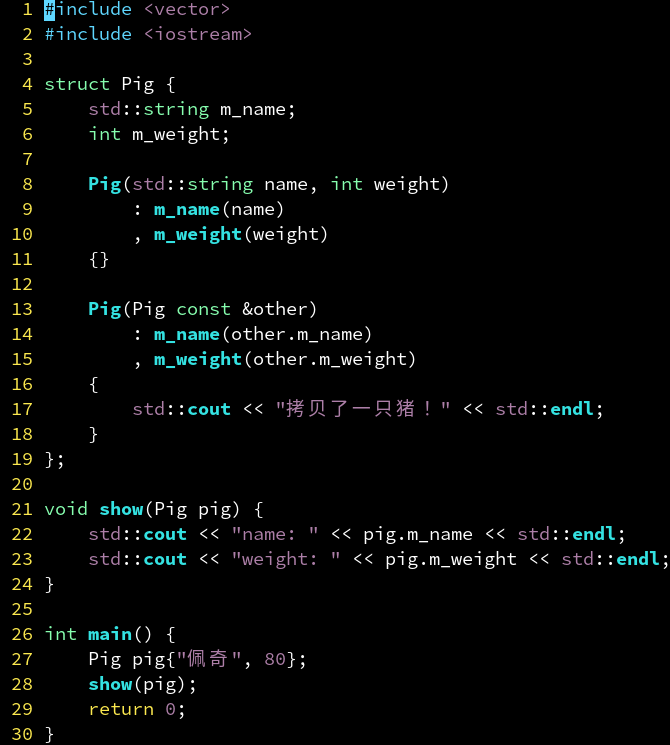 1 #include <vector>
2 #include <iostream>
3
4 struct Pig {
5     std::string m_name;
6     int m_weight;
7
8     Pig(std::string name, int weight)
9         : m_name(name)
10         , m_weight(weight)
11     {}
12
13     Pig(Pig const &other)
14         : m_name(other.m_name)
15         , m_weight(other.m_weight)
16     {
17         std::cout << "拷贝了一只猪！" << std::endl;
18     }
19 };
20
21 void show(Pig pig) {
22     std::cout << "name: " << pig.m_name << std::endl;
23     std::cout << "weight: " << pig.m_weight << std::endl;
24 }
25
26 int main() {
27     Pig pig{"佩奇", 80};
28     show(pig);
29     return 0;
30 }